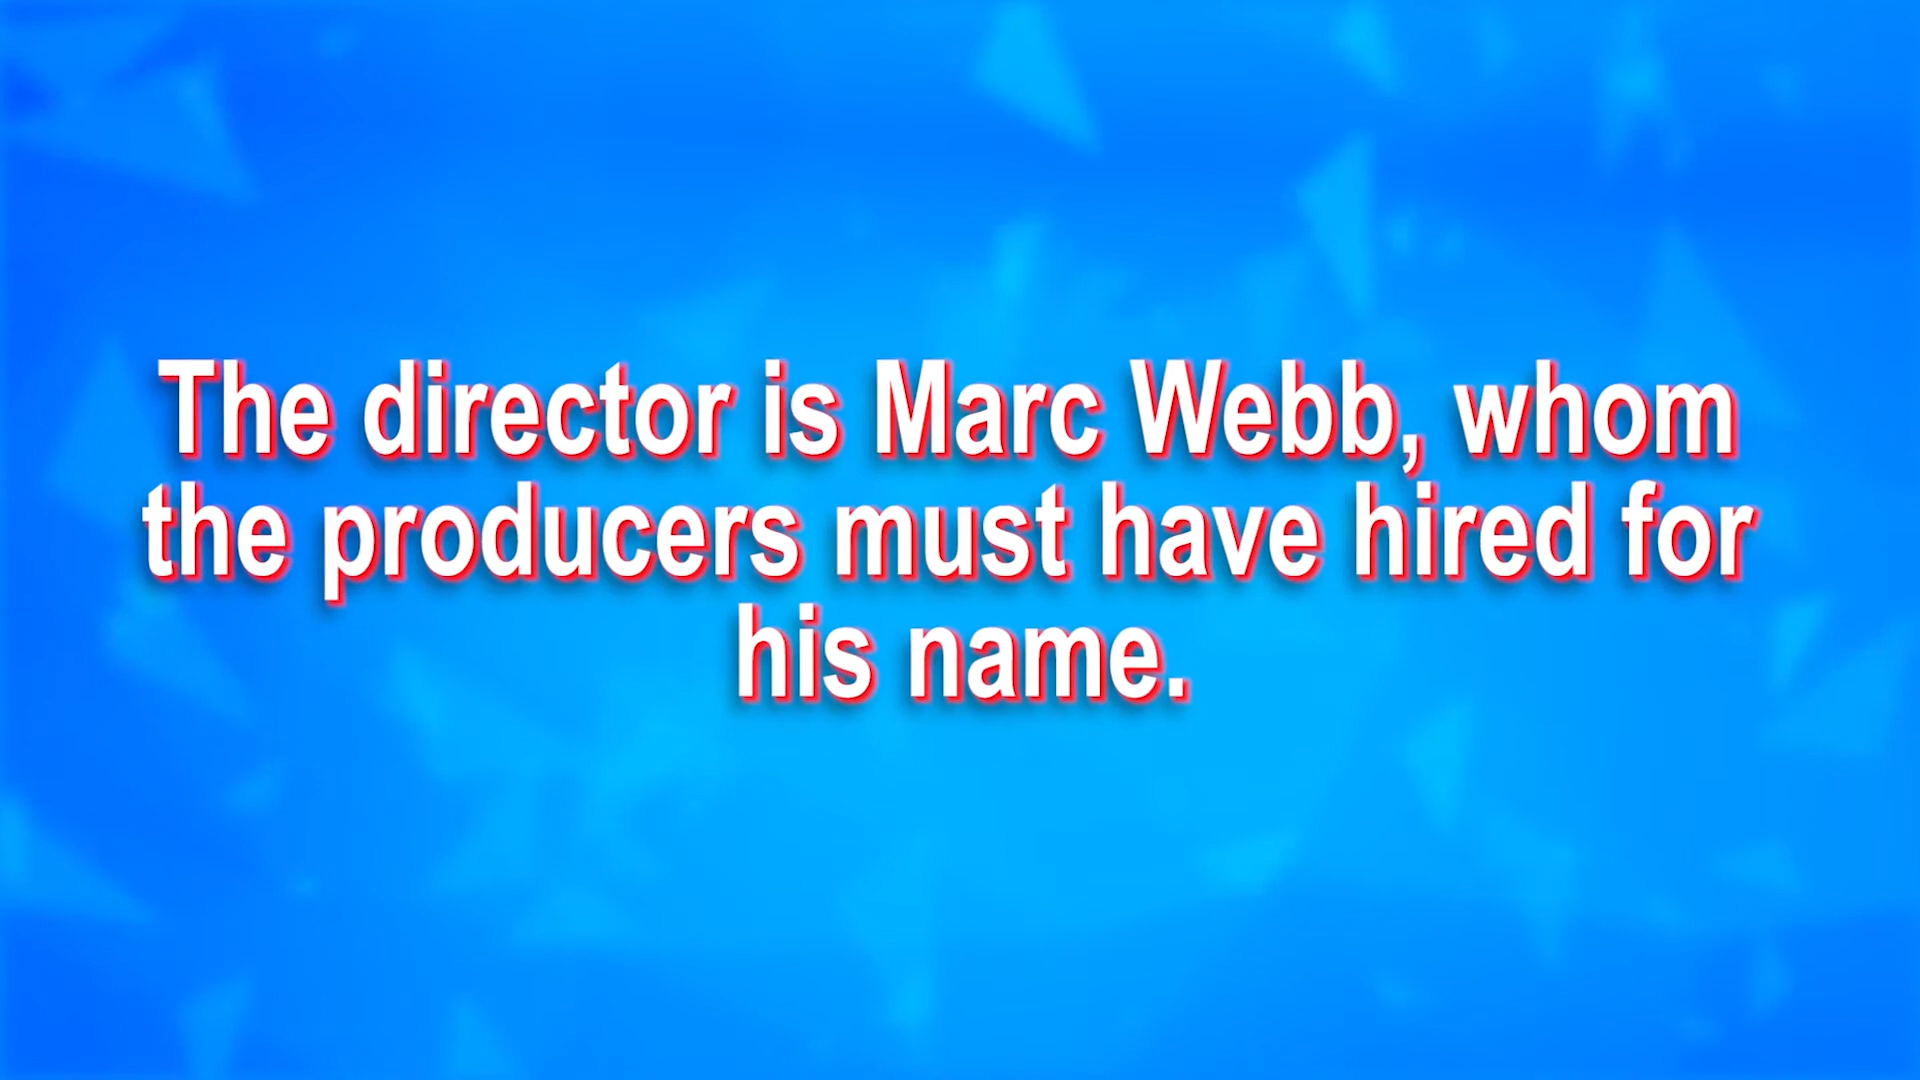 The director is Marc Webb, whom
the producers must have hired for
his name.